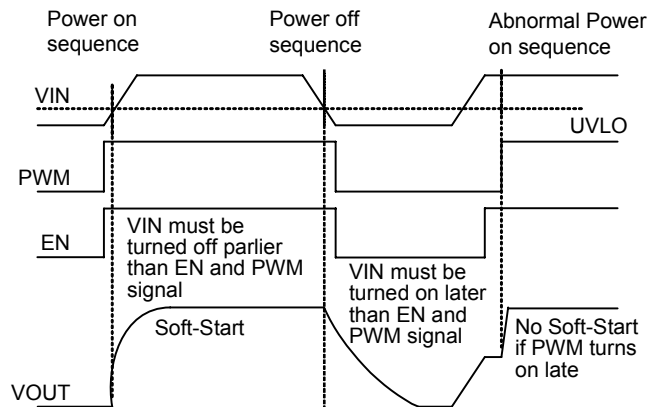 Power on
sequence
Power off
sequence
Abnormal Power
on sequence
VIN
UVLO
PWM
EN
VIN must be
turned off parlier
than EN and PWM
signal
VIN must be
turned on later
than EN and
PWM signal
Soft-Start
No Soft-Start
if PWM turns
on late
VOUT